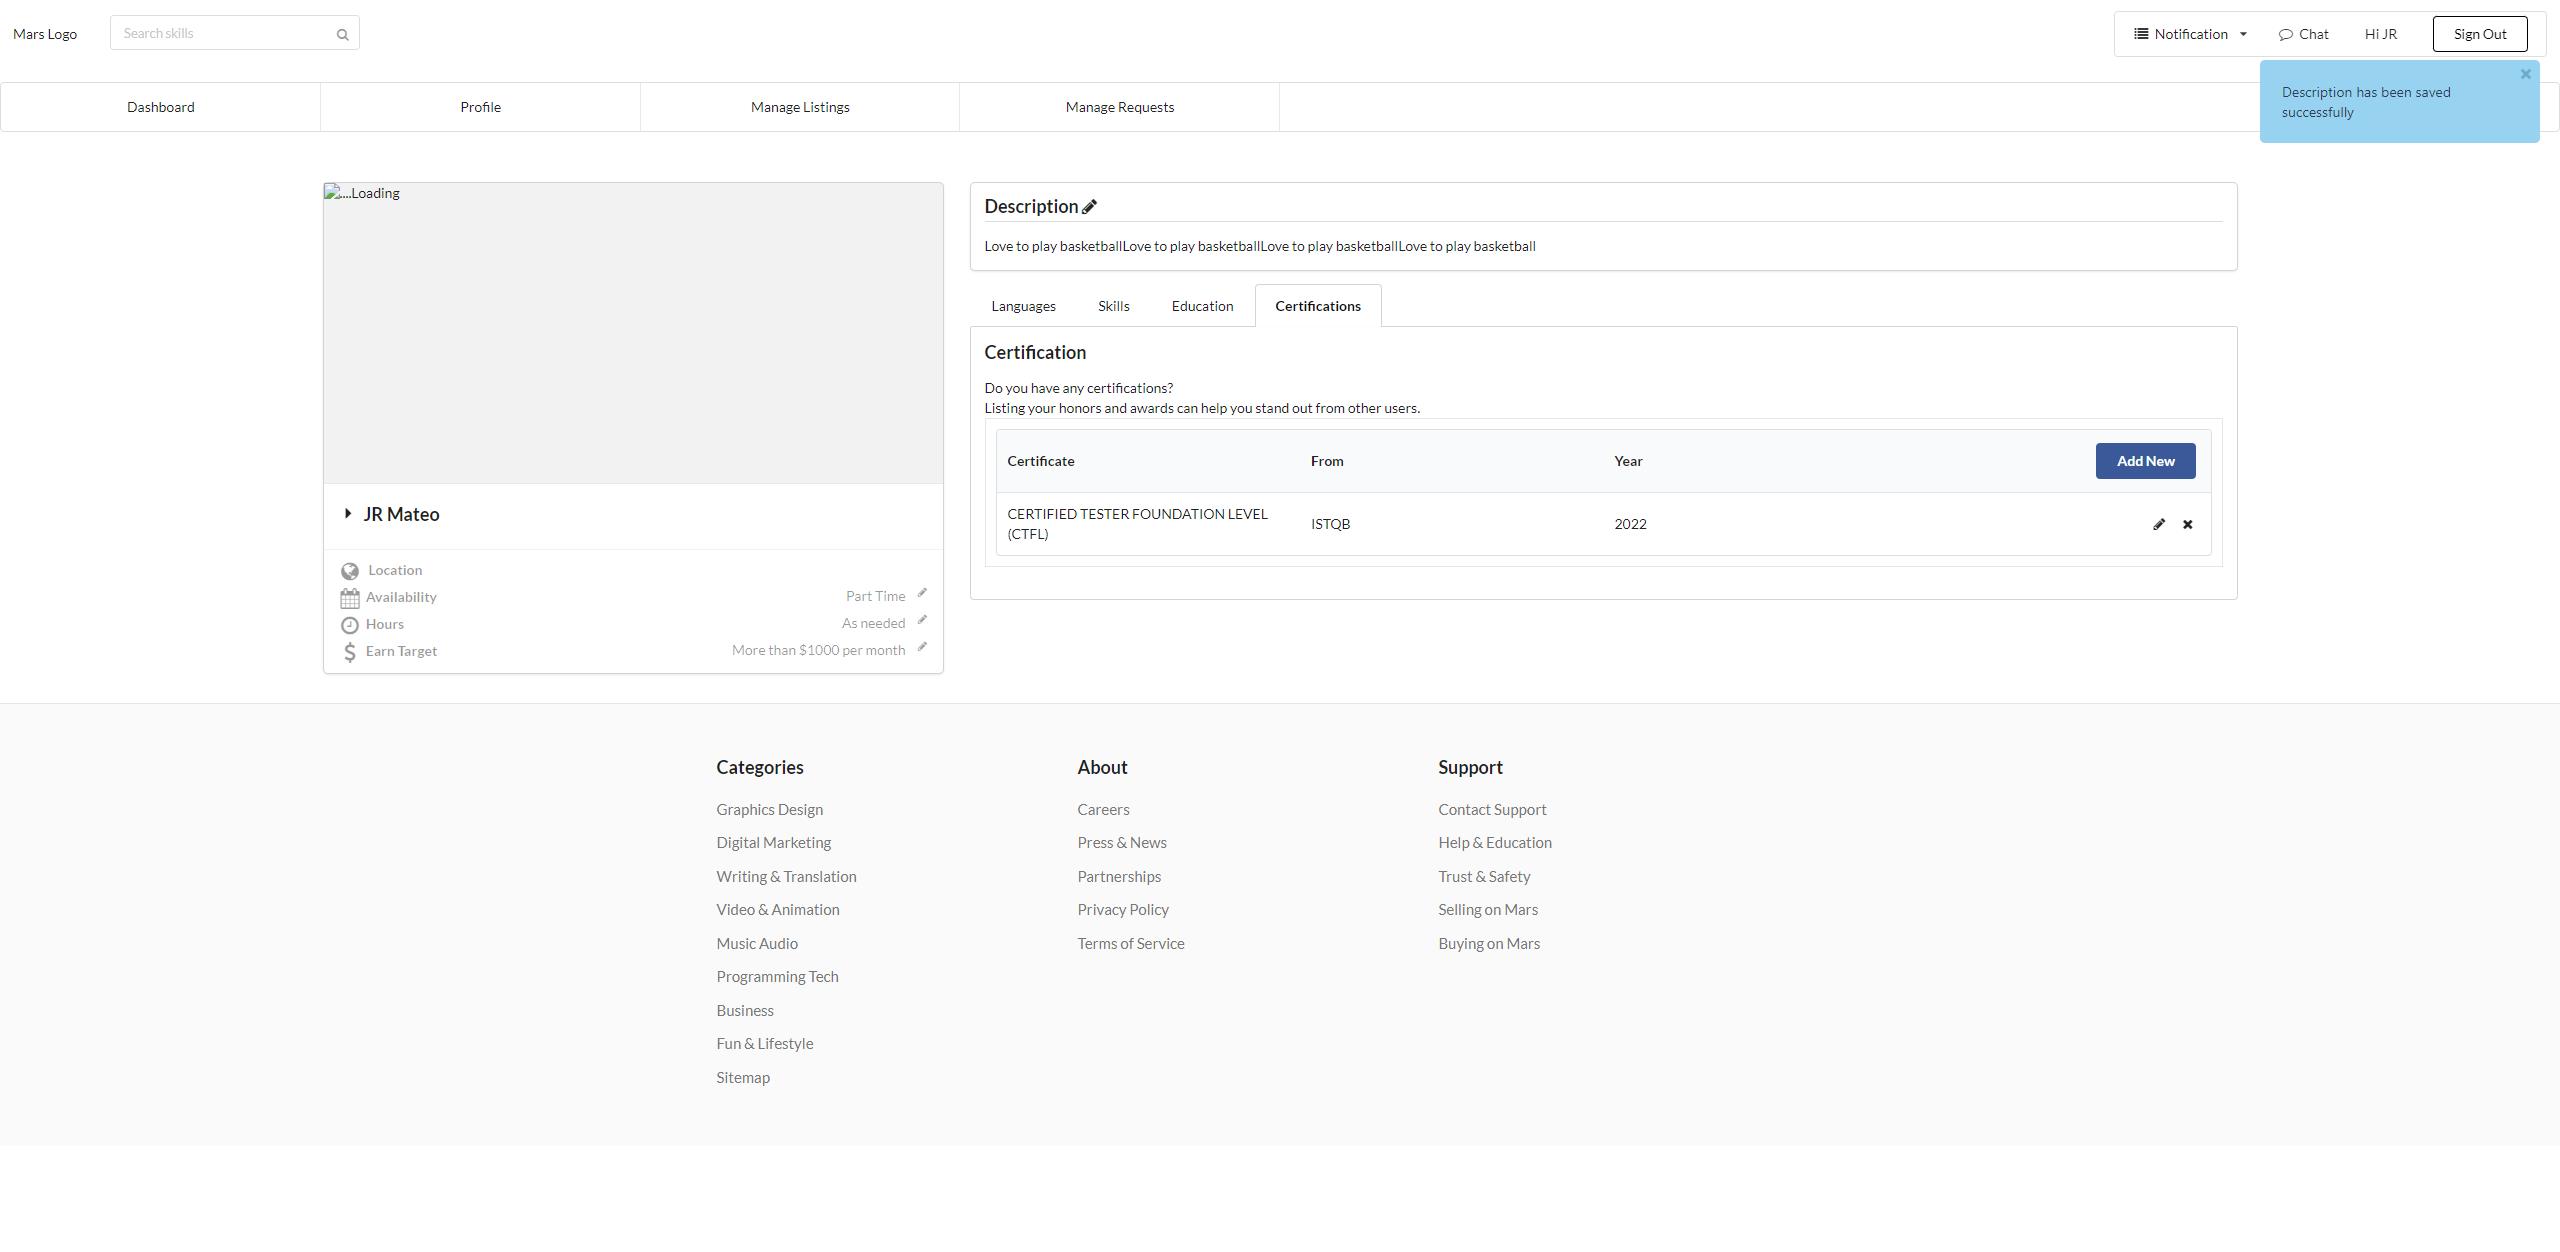 Mars Logo
Search skills
Notification
Chat
Hi JR
Sign Out
Dashboard
Profile
Manage Listings
Manage Requests
Description has been saved
successfully
....Loading
JR Mateo
Location
Availability
Part Time
Hours
As needed
Earn Target
More than $1000 per month
Description
Love to play basketballLove to play basketballLove to play basketballLove to play basketball
Languages
Skills
Education
Certifications
Certification
Do you have any certifications?
Listing your honors and awards can help you stand out from other users.
Certificate
From
Year
Add New
CERTIFIED TESTER FOUNDATION LEVEL
(CTFL)
ISTQB
2022
Categories
Graphics Design
Digital Marketing
Writing & Translation
Video & Animation
Music Audio
Programming Tech
Business
Fun & Lifestyle
Sitemap
About
Careers
Press & News
Partnerships
Privacy Policy
Terms of Service
Support
Contact Support
Help & Education
Trust & Safety
Selling on Mars
Buying on Mars